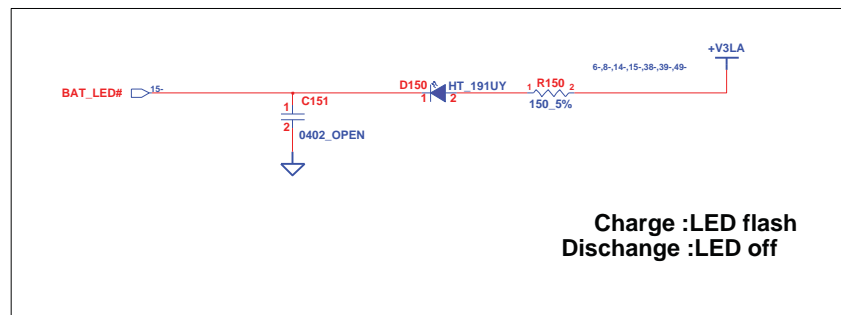 +V3LA
6-,8-,14-,15-,38-,39-,49-
D150 HT_191UY 1 R150 2
BAT_LED# 15-
1 2
150_5%
C151
1
2
0402_OPEN
Charge :LED flash
Dischange :LED off